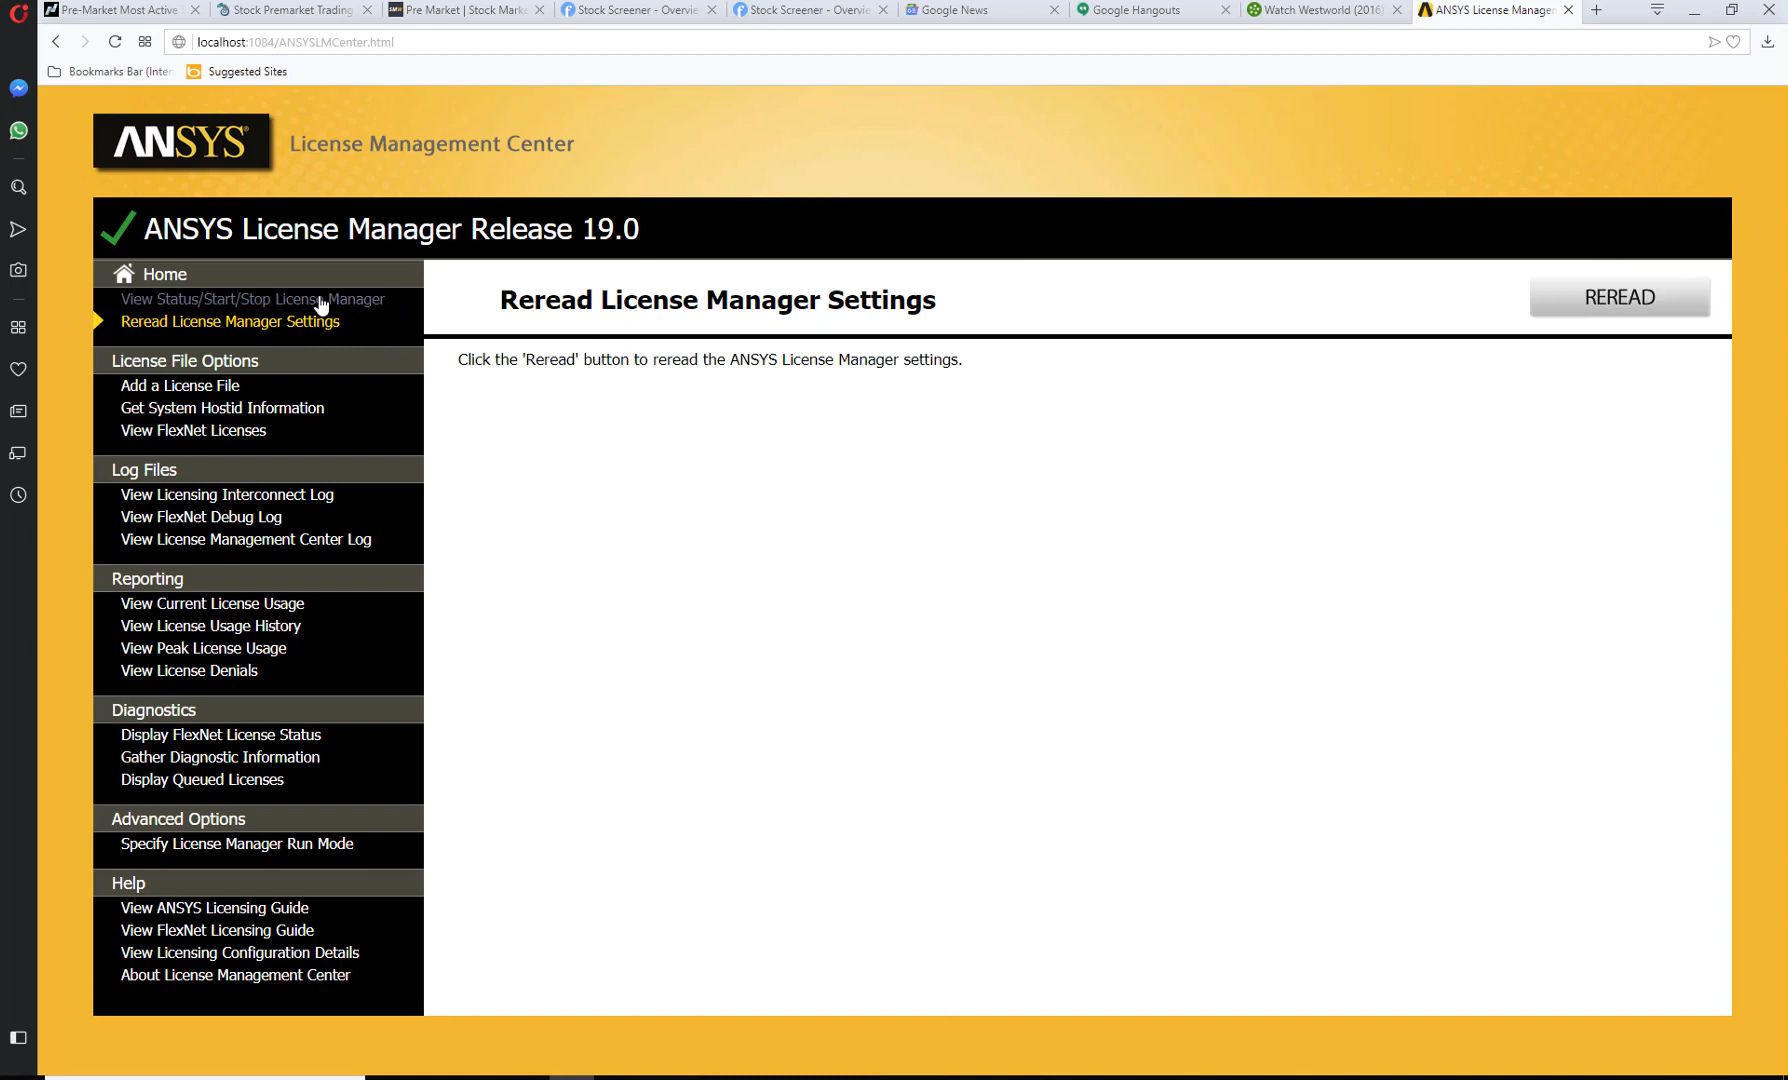 Pre-Market Most Active
Stock Premarket Trading
Pre Market | Stock Mark
Stock Screener - Overvie
Stock Screener - Overvie
Google News
Google Hangouts
Watch Westworld (2016)
ANSYS License Manager
localhost:1084/ANSYSLMCenter.html
Bookmarks Bar (Inter
Suggested Sites
ANSYS®
License Management Center
ANSYS License Manager Release 19.0
Home
View Status/Start/Stop License Manager
Reread License Manager Settings
License File Options
Add a License File
Get System Hostid Information
View FlexNet Licenses
Log Files
View Licensing Interconnect Log
View FlexNet Debug Log
View License Management Center Log
Reporting
View Current License Usage
View License Usage History
View Peak License Usage
View License Denials
Diagnostics
Display FlexNet License Status
Gather Diagnostic Information
Display Queued Licenses
Advanced Options
Specify License Manager Run Mode
Help
View ANSYS Licensing Guide
View FlexNet Licensing Guide
View Licensing Configuration Details
About License Management Center
Reread License Manager Settings
REREAD
Click the 'Reread' button to reread the ANSYS License Manager settings.